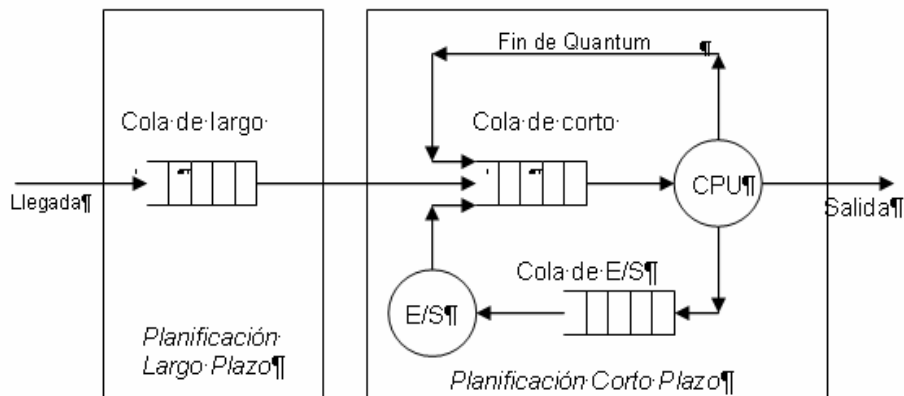 Fin de Quantum ¶
Cola·de·largo·
Cola·de·corto·
Llegada¶
CPU¶
Salida¶
Cola·de·E/S¶
E/S¶
Planificación·
Largo·Plazo¶
Planificación·Corto·Plazo¶